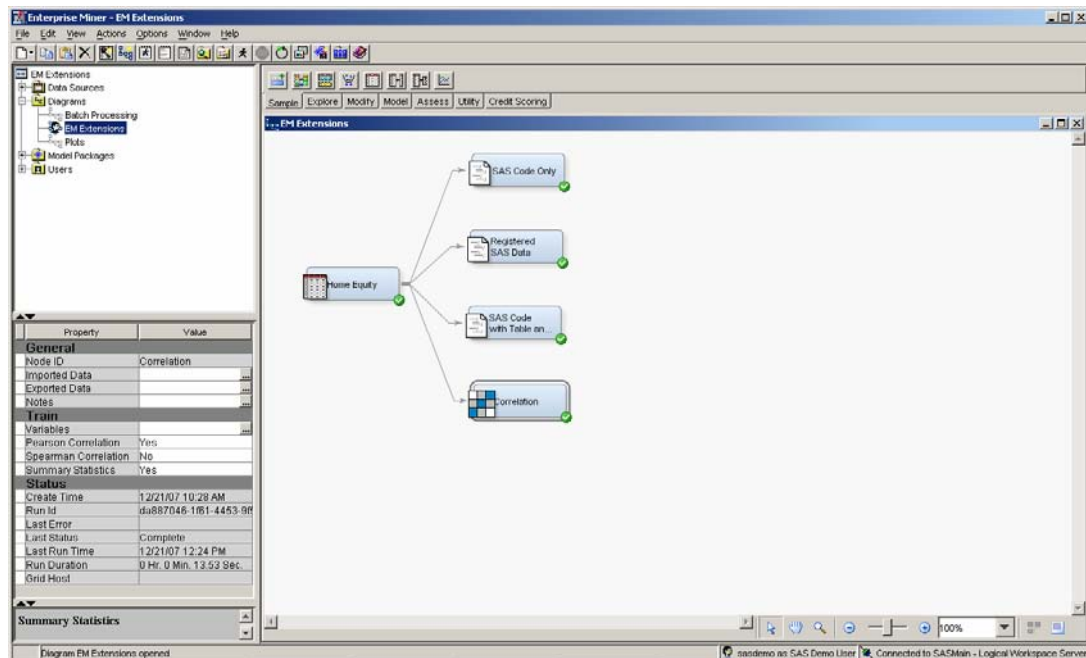 Enterprise Miner - EM Extensions
File Edit View Actions Options Window Help
EM Extensions
Data Sources
Diagrams
Batch Processing
EM Extensions
Plots
Model Packages
Users
Sample Explore Modify Model Assess Utility Credit Scoring
EM Extensions
SAS Code Only
Registered
SAS Data
Home Equity
SAS Code
with Table an...
Correlation
Property Value
General
Node ID Correlation
Imported Data ...
Exported Data ...
Notes ...
Train
Variables ...
Pearson Correlation Yes
Spearman Correlation No
Summary Statistics Yes
Status
Create Time 12/21/07 10:28 AM
Run Id da887046-1f61-4453-9f
Last Error
Last Status Complete
Last Run Time 12/21/07 12:24 PM
Run Duration 0 Hr. 0 Min. 13.53 Sec.
Grid Host
Summary Statistics
100%
Diagram EM Extensions opened
sasdemo as SAS Demo User Connected to SASMain - Logical Workspace Server